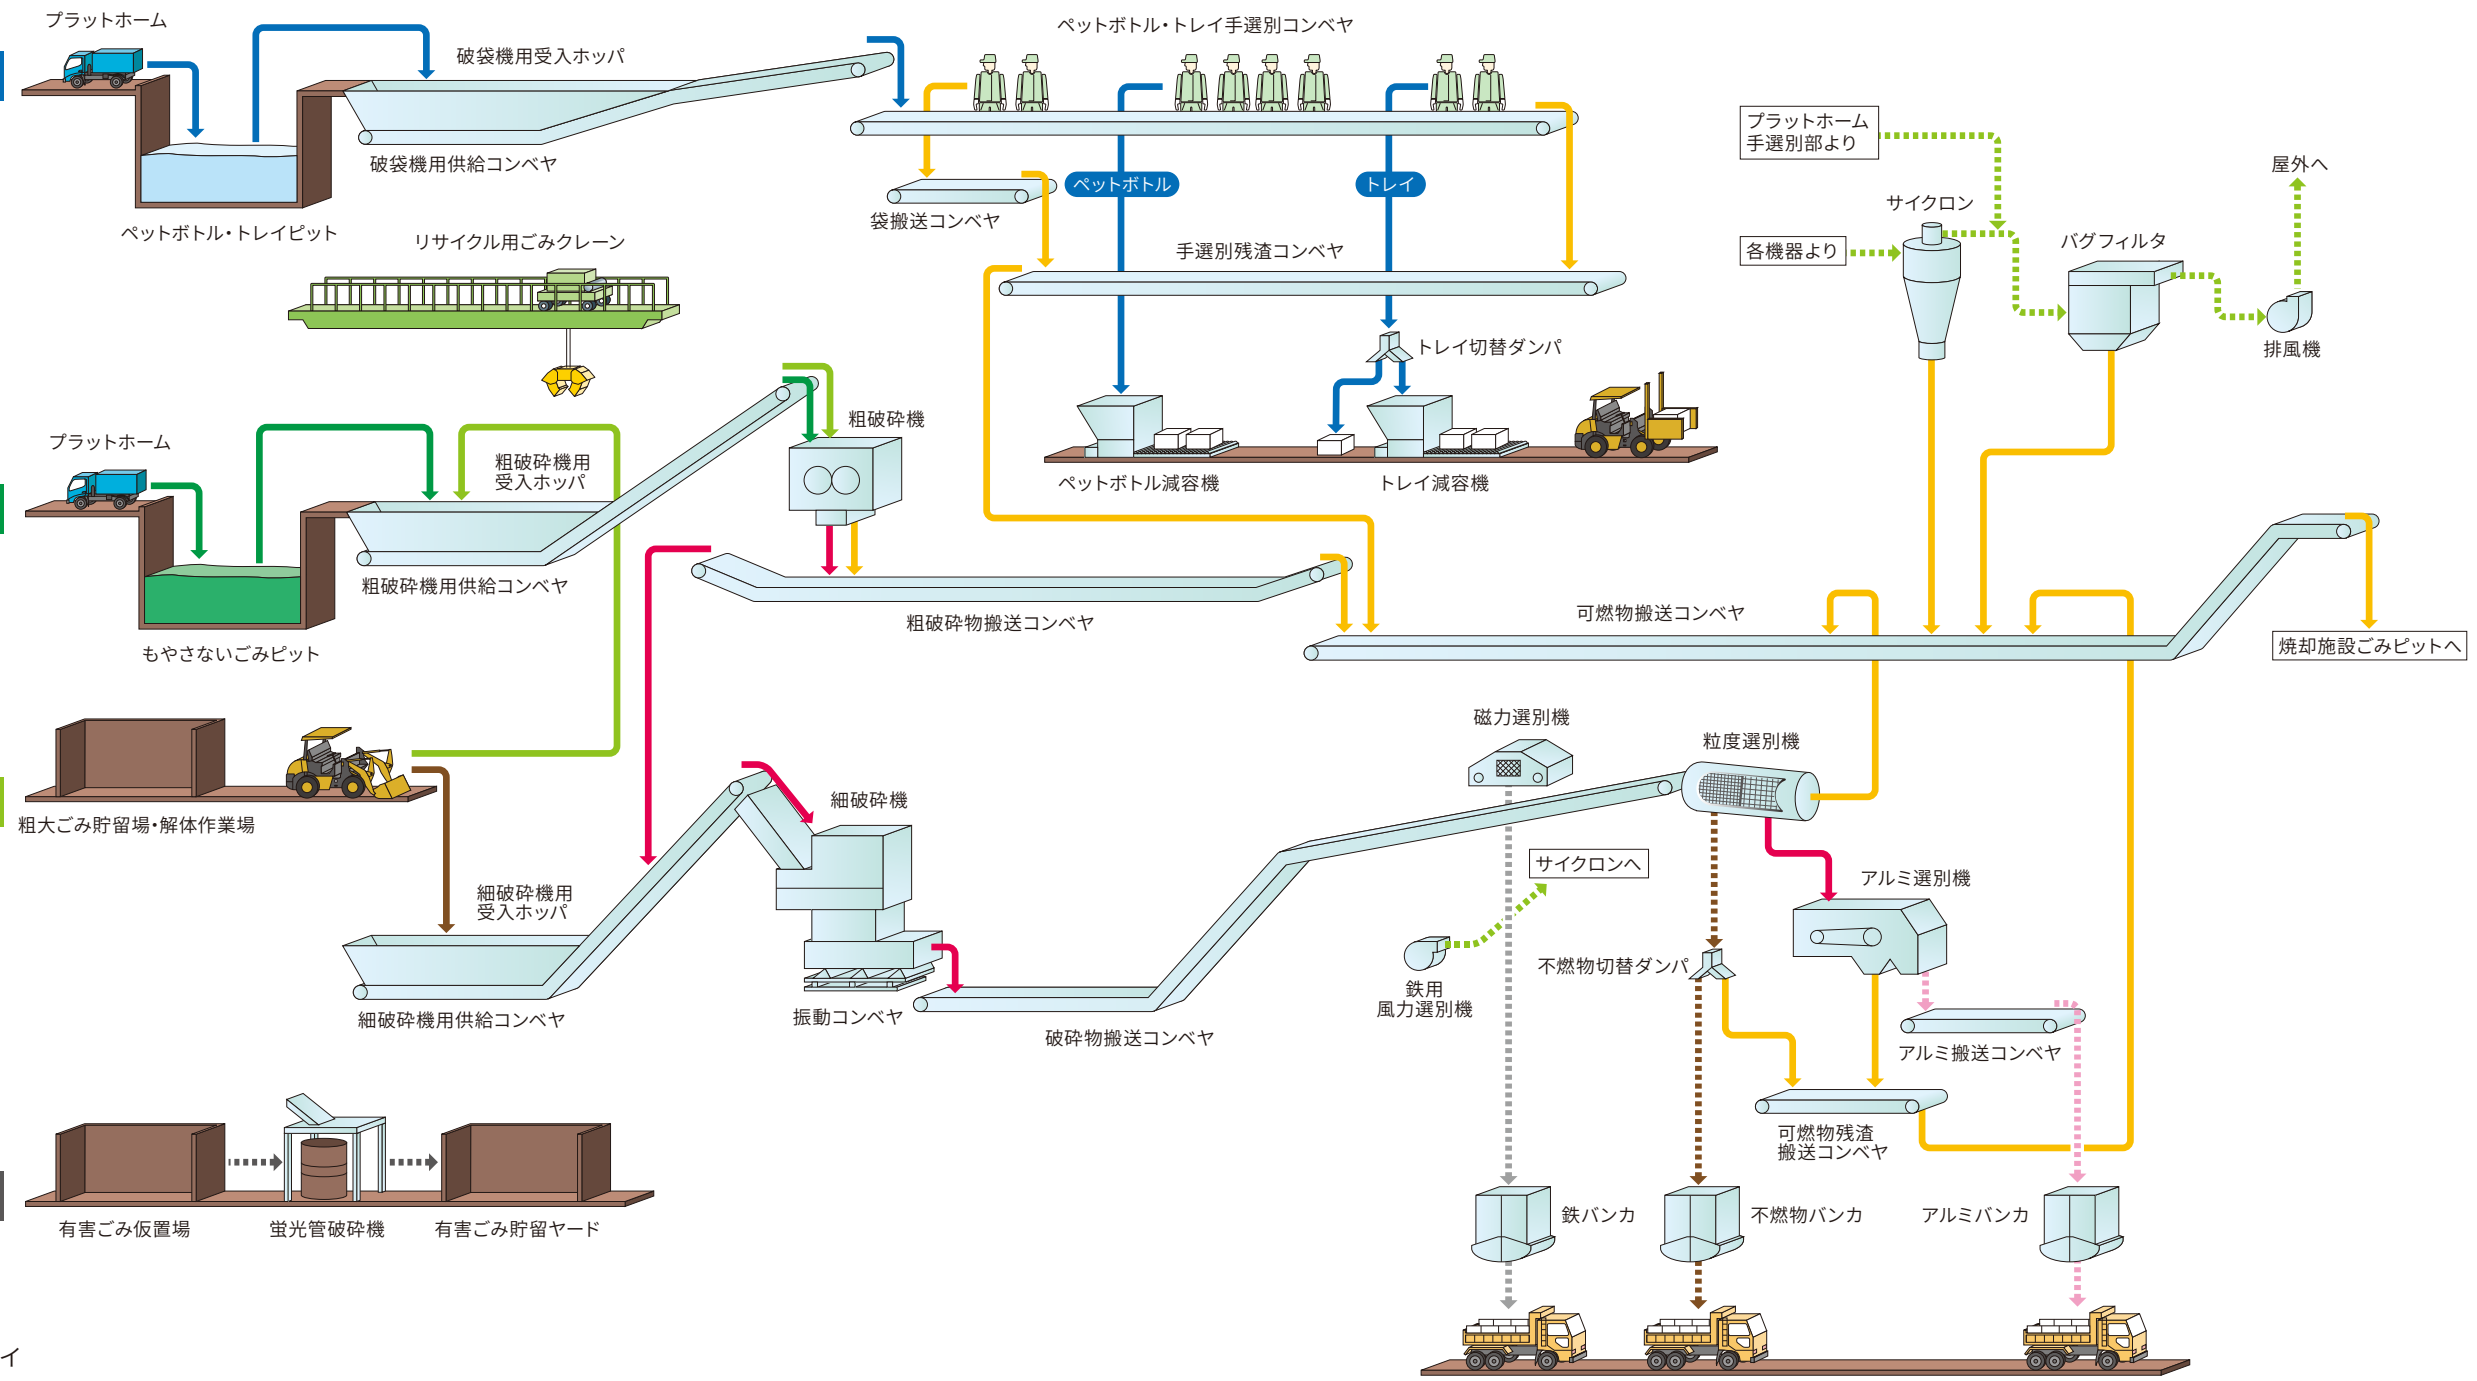 プラットホーム
破袋機用受入ホッパ
破袋機用供給コンベヤ
ペットボトル・トレイピット
ペットボトル・トレイ手選別コンベヤ
袋搬送コンベヤ
ペットボトル
トレイ
手選別残渣コンベヤ
トレイ切替ダンパ
ペットボトル減容機
トレイ減容機
プラットホーム
手選別部より
各機器より
サイクロン
バグフィルタ
屋外へ
排風機
リサイクル用ごみクレーン
プラットホーム
粗破砕機用
受入ホッパ
粗破砕機用供給コンベヤ
もやさないごみピット
粗破砕機
粗破砕物搬送コンベヤ
可燃物搬送コンベヤ
焼却施設ごみピットへ
粗大ごみ貯留場・解体作業場
細破砕機用
受入ホッパ
細破砕機用供給コンベヤ
細破砕機
振動コンベヤ
破砕物搬送コンベヤ
磁力選別機
粒度選別機
サイクロンへ
鉄用
風力選別機
不燃物切替ダンパ
アルミ選別機
アルミ搬送コンベヤ
可燃物残渣
搬送コンベヤ
有害ごみ仮置場
蛍光管破砕機
有害ごみ貯留ヤード
鉄バンカ
不燃物バンカ
アルミバンカ
イ